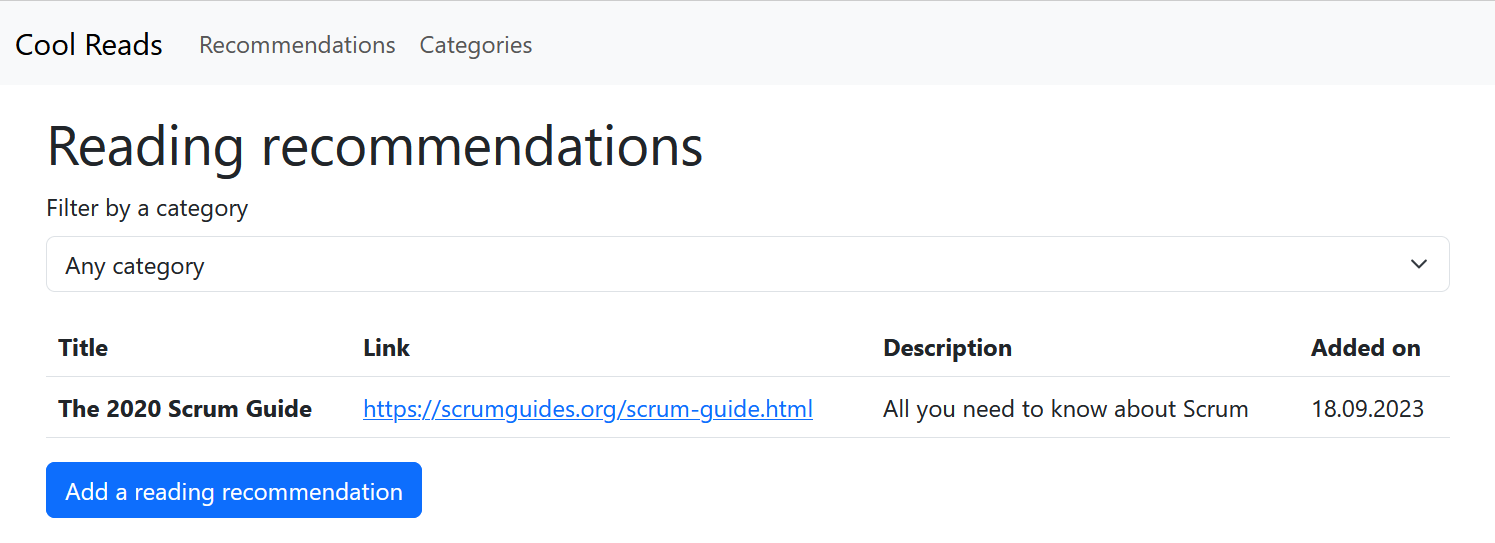 Cool Reads Recommendations Categories
Reading recommendations
Filter by a category
Any category
Title Link Description Added on
The 2020 Scrum Guide https://scrumguides.org/scrum-guide.html All you need to know about Scrum 18.09.2023
Add a reading recommendation